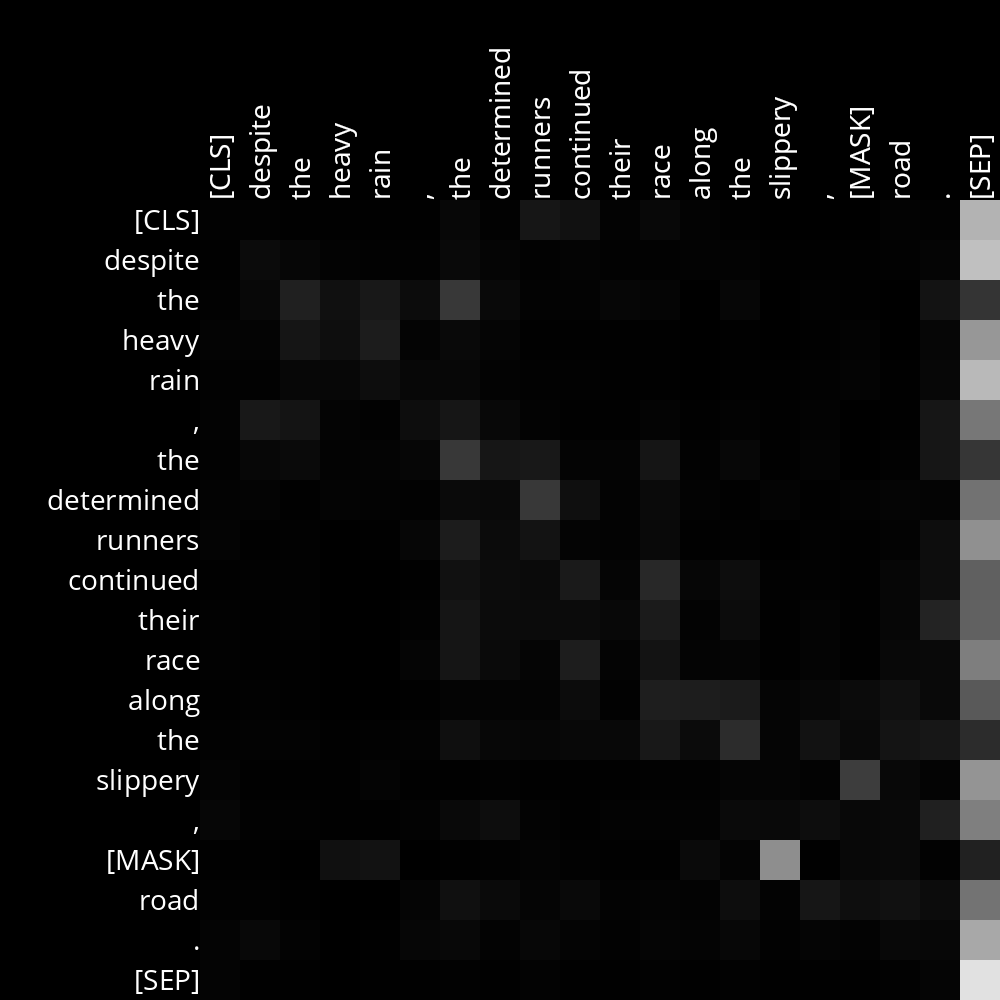 [CLS]
despite
the
heavy
rain
,
the
determined
runners
continued
their
race
along
the
slippery
,
[MASK]
road
.
[SEP]
[CLS]
despite
the
heavy
rain
,
the
determined
runners
continued
their
race
along
the
slippery
,
[MASK]
road
.
[SEP]